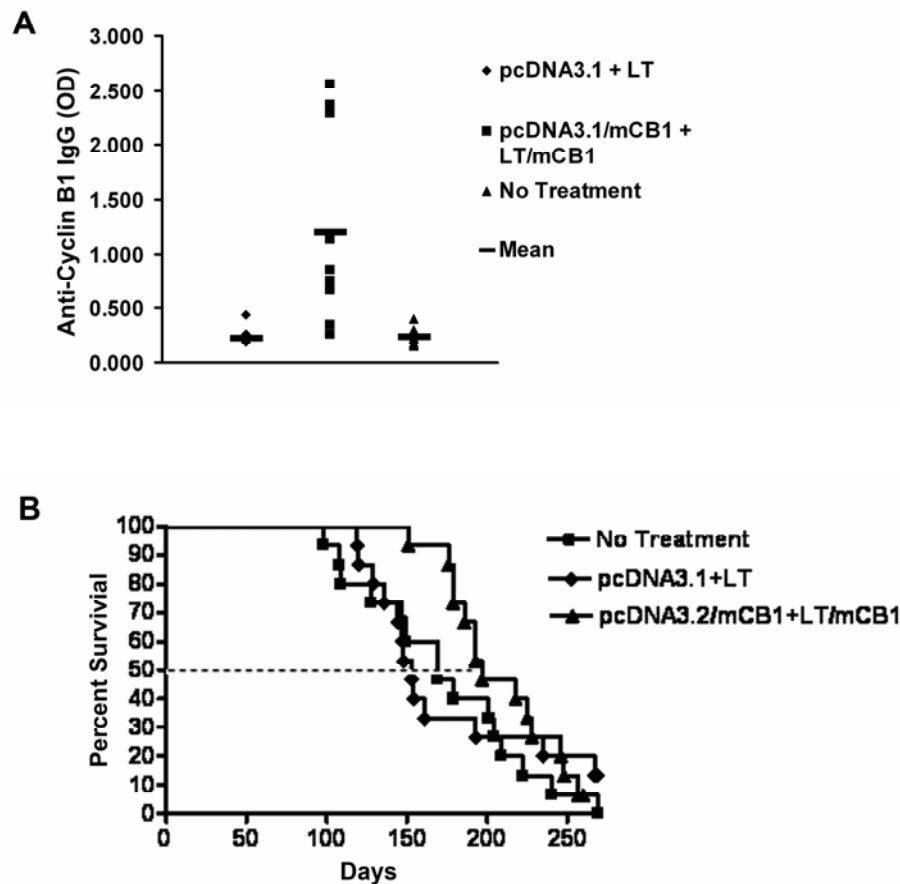 A
Anti-Cyclin B1 IgG (OD)
3.000
2.500
2.000
1.500
1.000
0.500
0.000
pcDNA3.1 + LT
pcDNA3.1/mCB1 +
LT/mCB1
No Treatment
Mean
B
Percent Survivial
100
90
80
70
60
50
40
30
20
10
0
0 50 100 150 200 250
Days
No Treatment
pcDNA3.1+LT
pcDNA3.2/mCB1+LT/mCB1